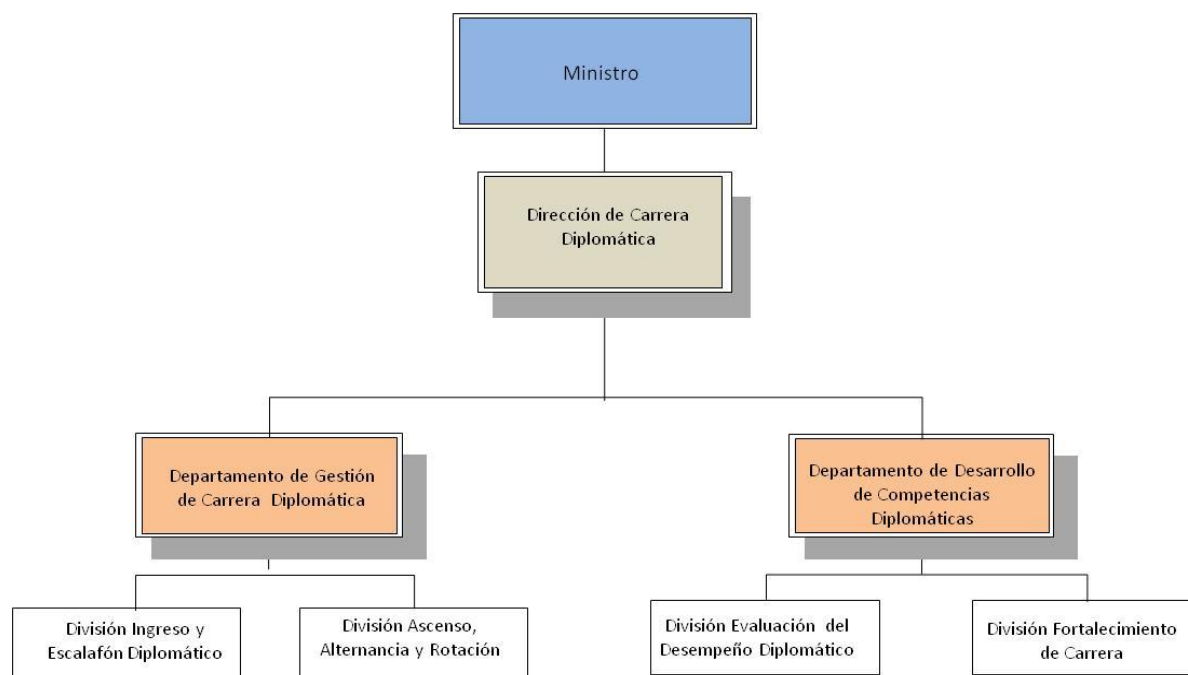 Ministro
Dirección de Carrera
Diplomática
Departamento de Gestión
de Carrera Diplomática
Departamento de Desarrollo
de Competencias
Diplomáticas
División Ingreso y
Escalafón Diplomático
División Ascenso,
Alternancia y Rotación
División Evaluación del
Desempeño Diplomático
División Fortalecimiento
de Carrera